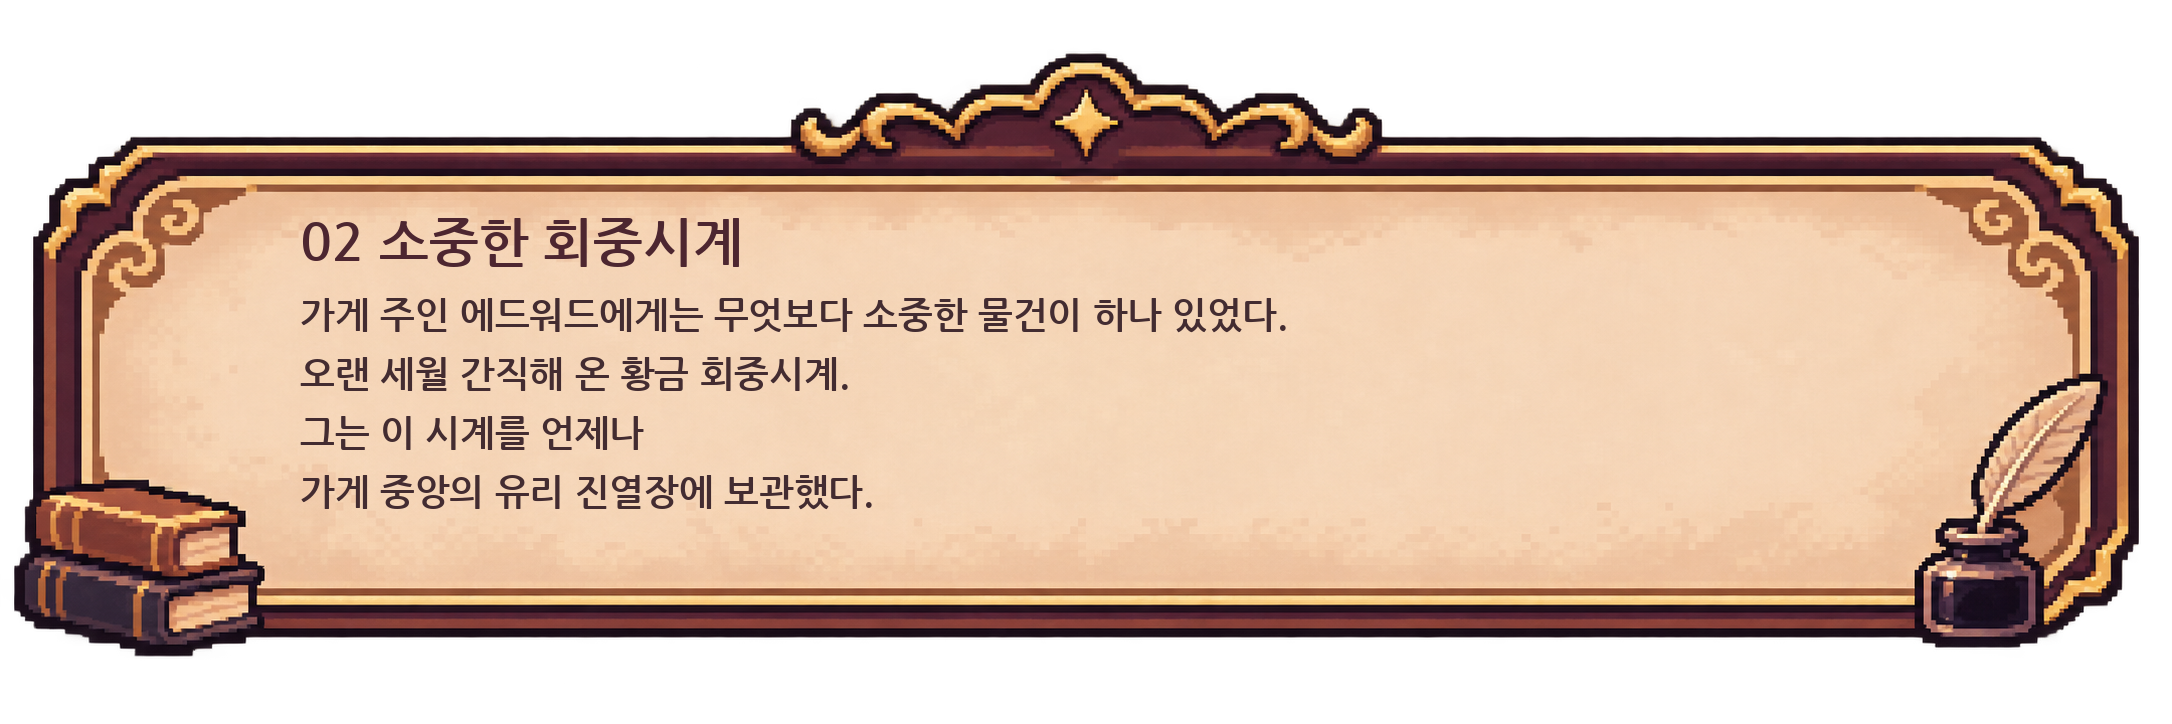 02 소중한 회중시계
가게 주인 에드워드에게는 무엇보다 소중한 물건이 하나 있었다.
오랜 세월 간직해 온 황금 회중시계.
그는 이 시계를 언제나
가게 중앙의 유리 진열장에 보관했다.